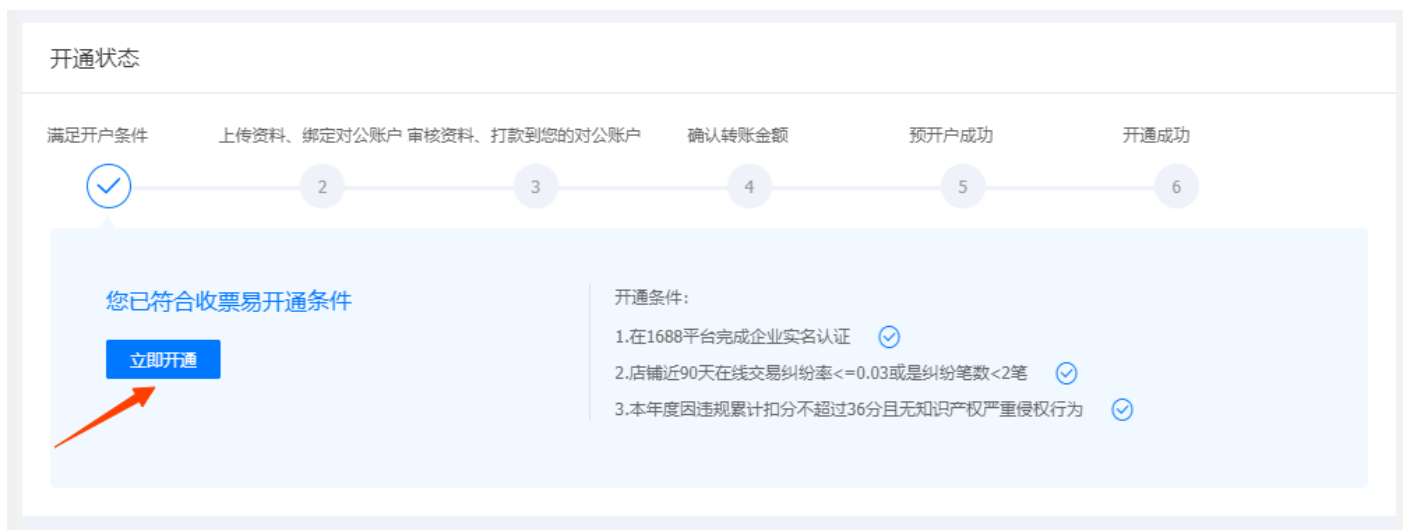 开通状态
满足开户条件
上传资料、绑定对公账户
审核资料、打款到您的对公账户
确认转账金额
预开户成功
开通成功
2
3
4
5
6
您已符合收票易开通条件
立即开通
开通条件:
1.在1688平台完成企业实名认证
2.店铺近90天在线交易纠纷率<=0.03或是纠纷笔数<2笔
3.本年度因违规累计扣分不超过36分且无知识产权严重侵权行为